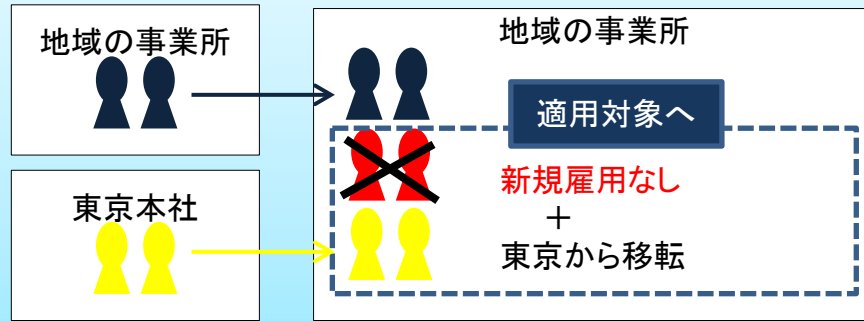 地域の事業所
東京本社
地域の事業所
適用対象へ
新規雇用なし
＋
東京から移転